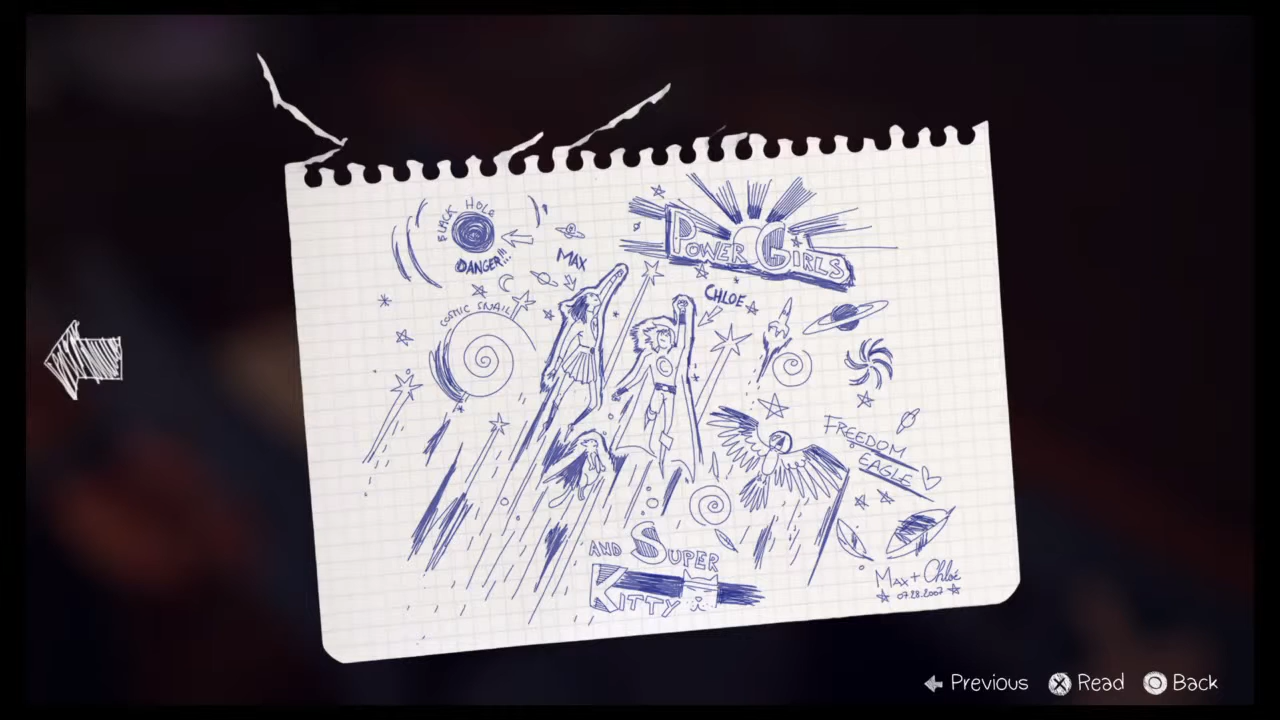 BLACK HOLE
DANGER!!!
MAX
POWER GIRLS
CHLOE
COSMIC SNAIL
FREEDOM
EAGLE
AND SUPER
KITTY
MAX + Chloé
07.28.2007
Previous
Read
Back